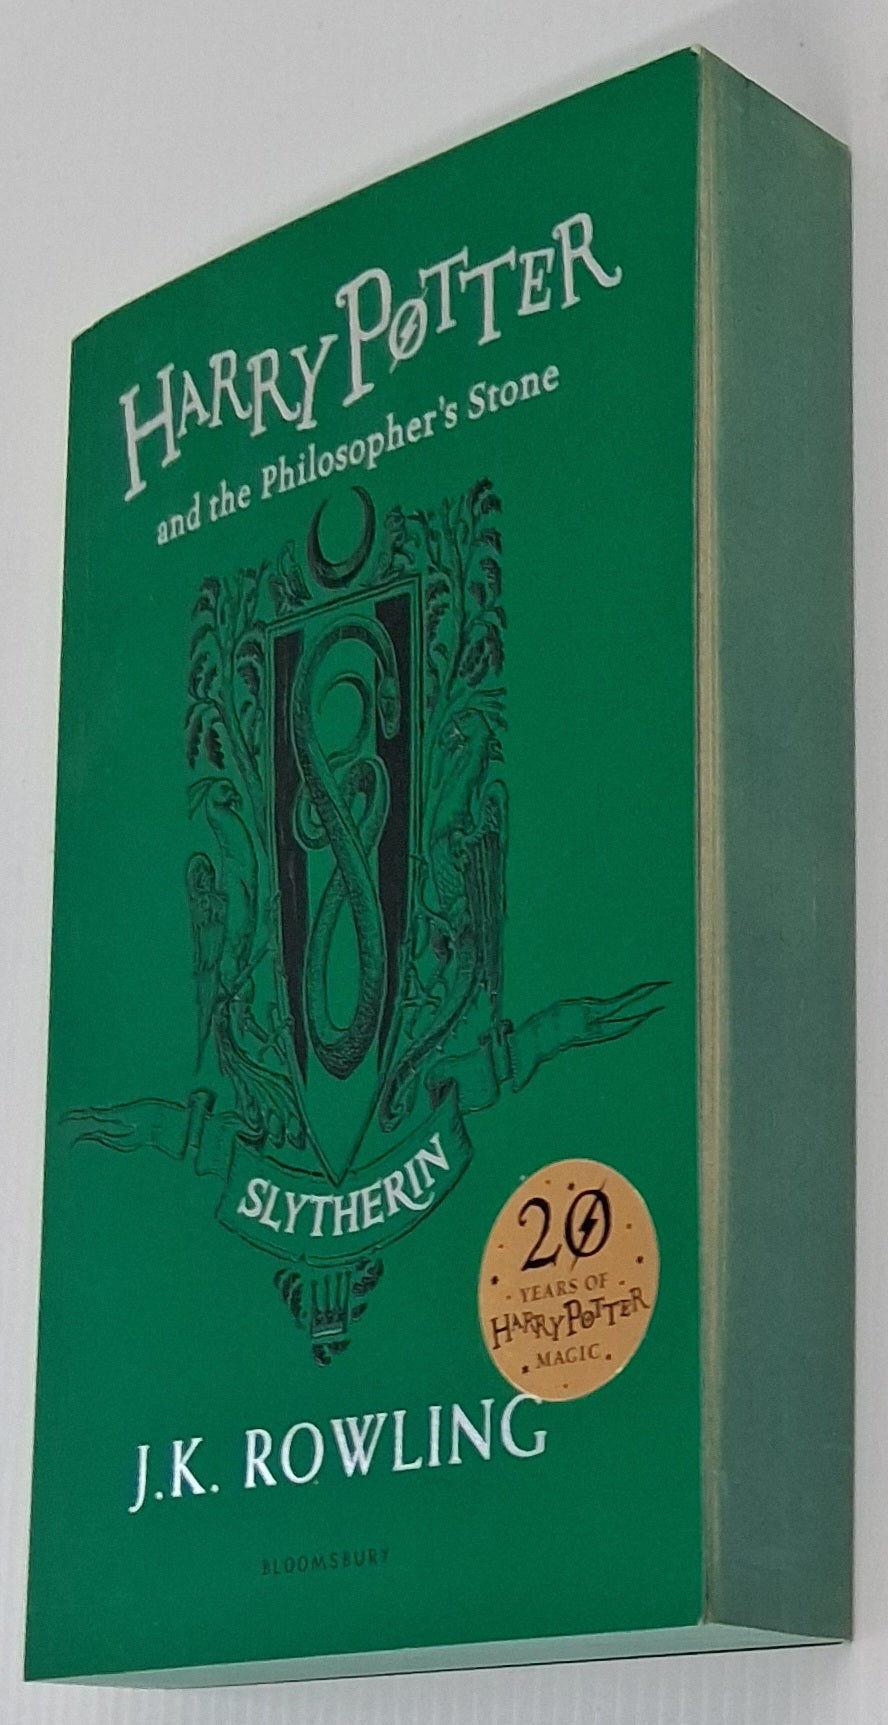 HARRY POTTER
and the Philosopher's Stone
SLYTHERIN
20
YEARS OF
HARRY POTTER
MAGIC
J.K. ROWLING
BLOOMSBURY